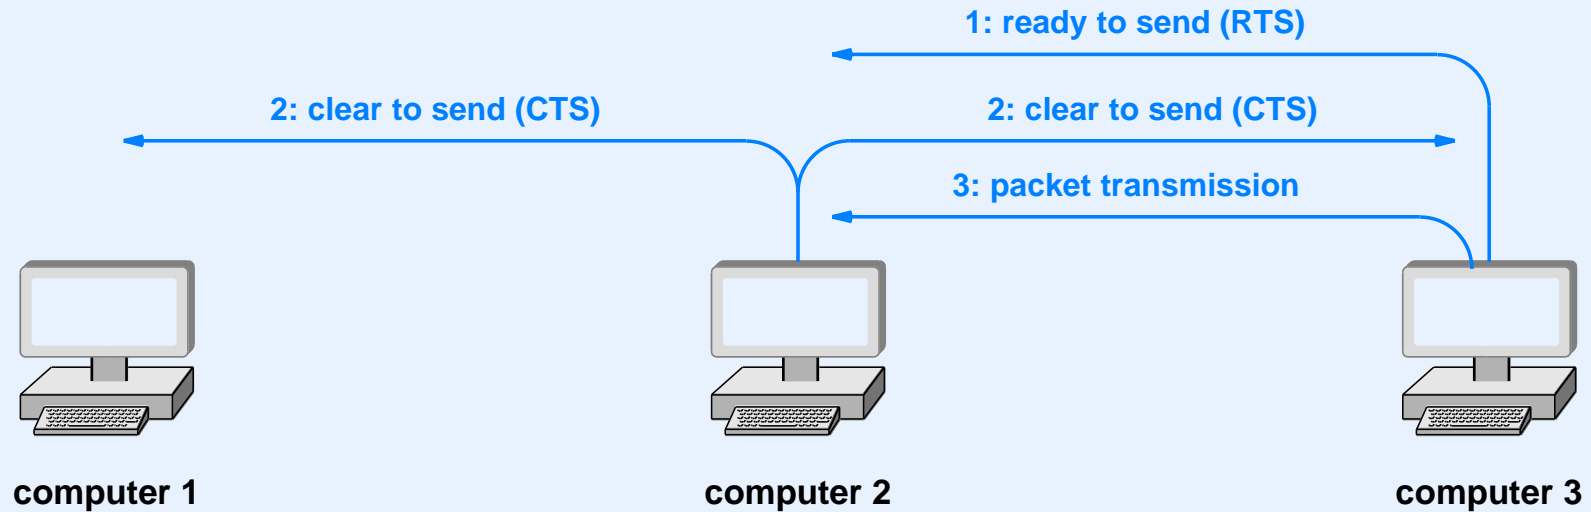 1: ready to send (RTS)
2: clear to send (CTS)
2: clear to send (CTS)
3: packet transmission
computer 1
computer 2
computer 3